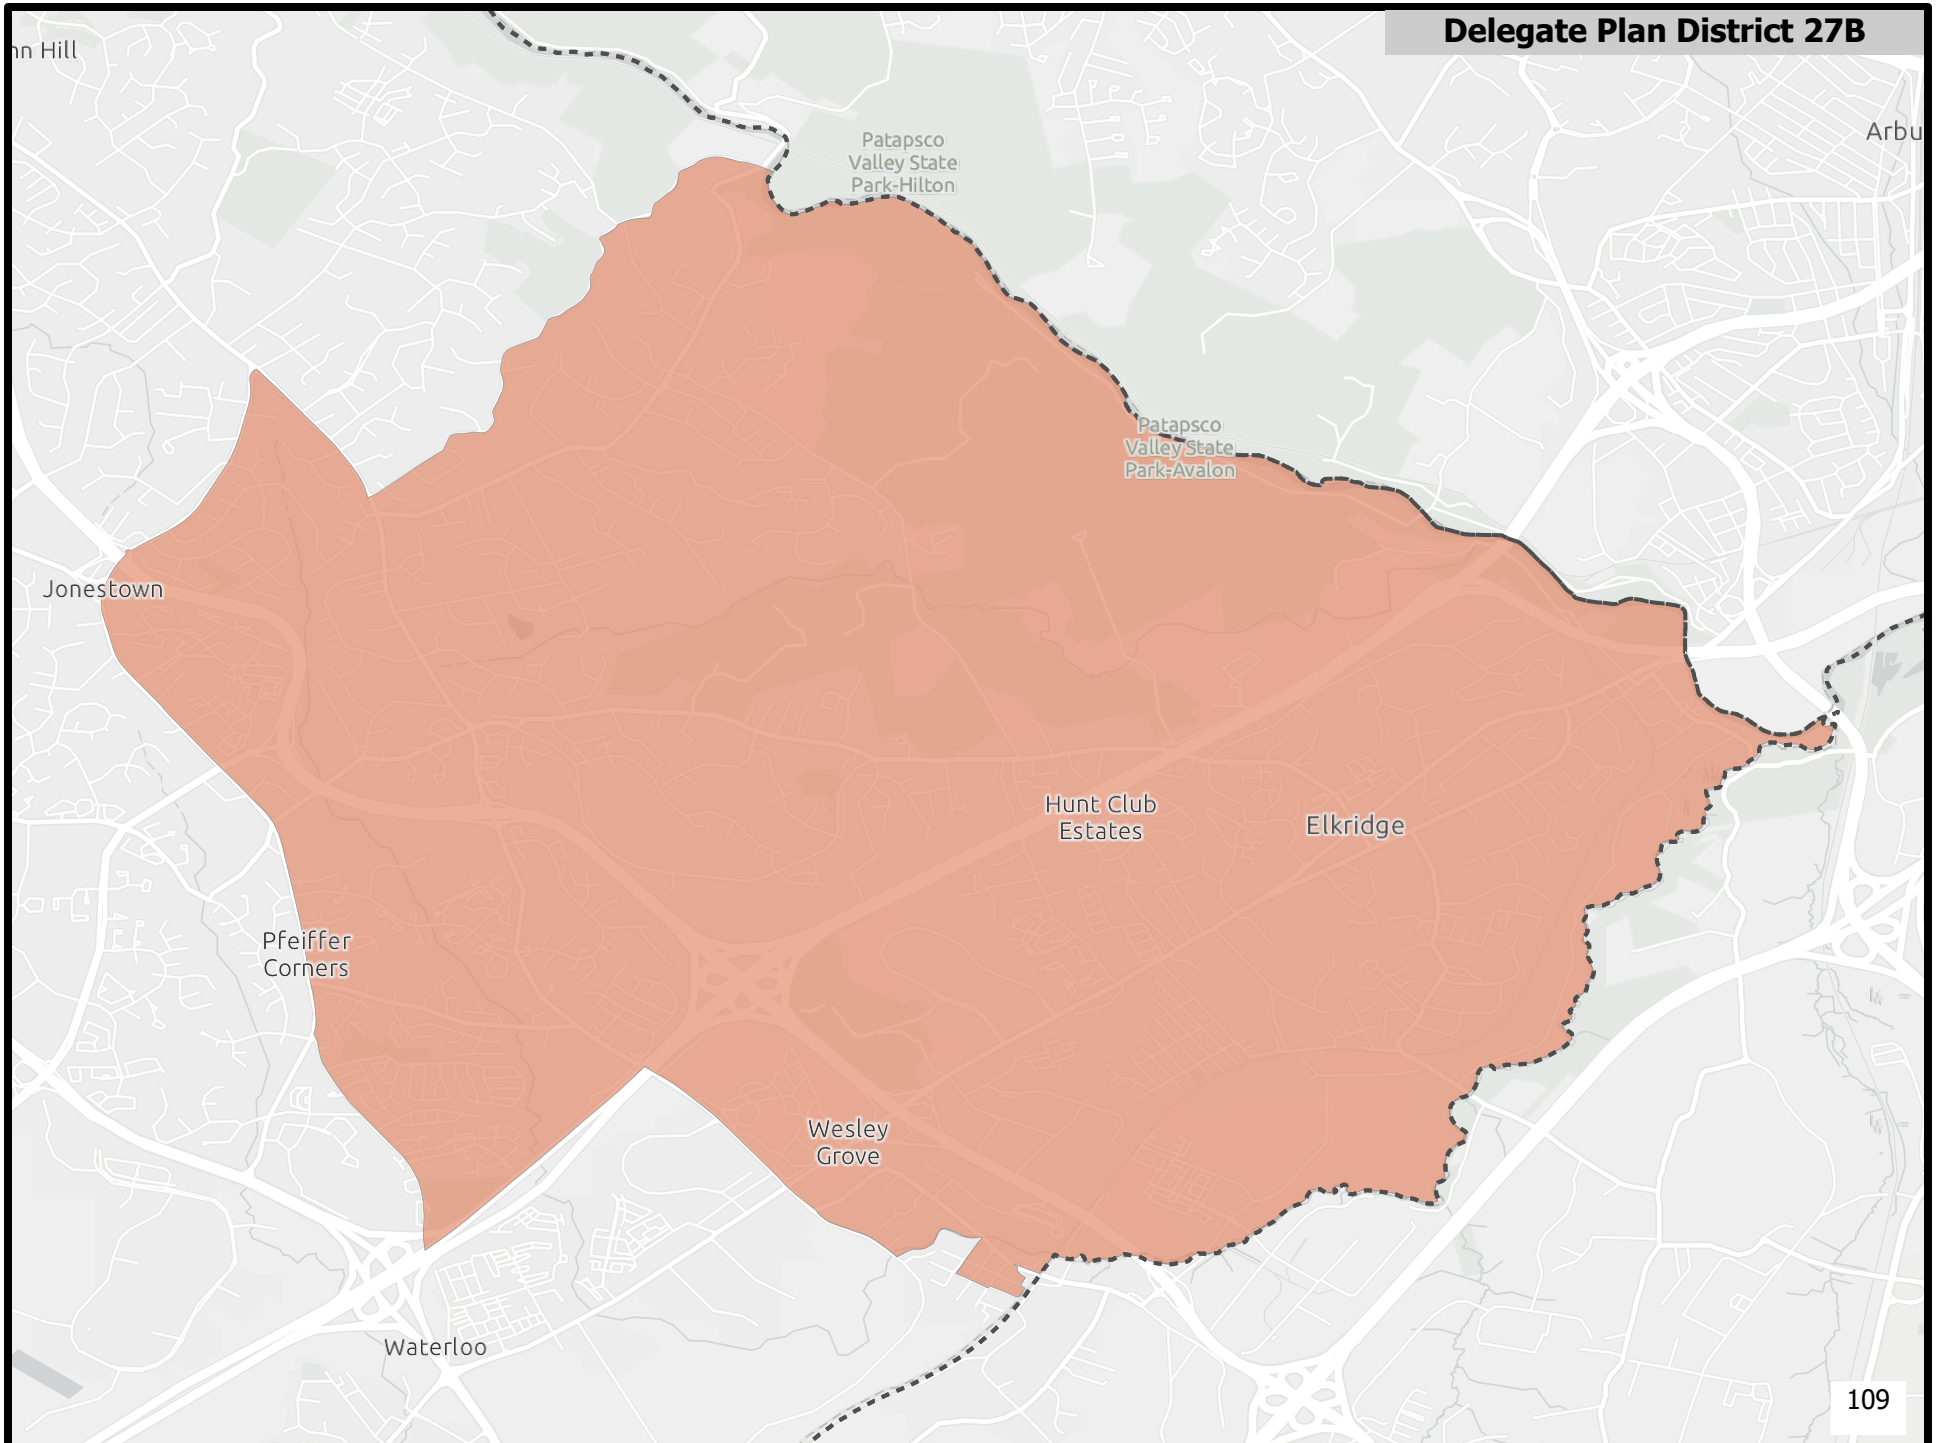 Delegate Plan District 27B
nn Hill
Arbu
Patapsco
Valley State
Park-Hilton
Patapsco
Valley State
Park-Avalon
Jonestown
Hunt Club
Estates
Elkridge
Pfeiffer
Corners
Wesley
Grove
Waterloo
109